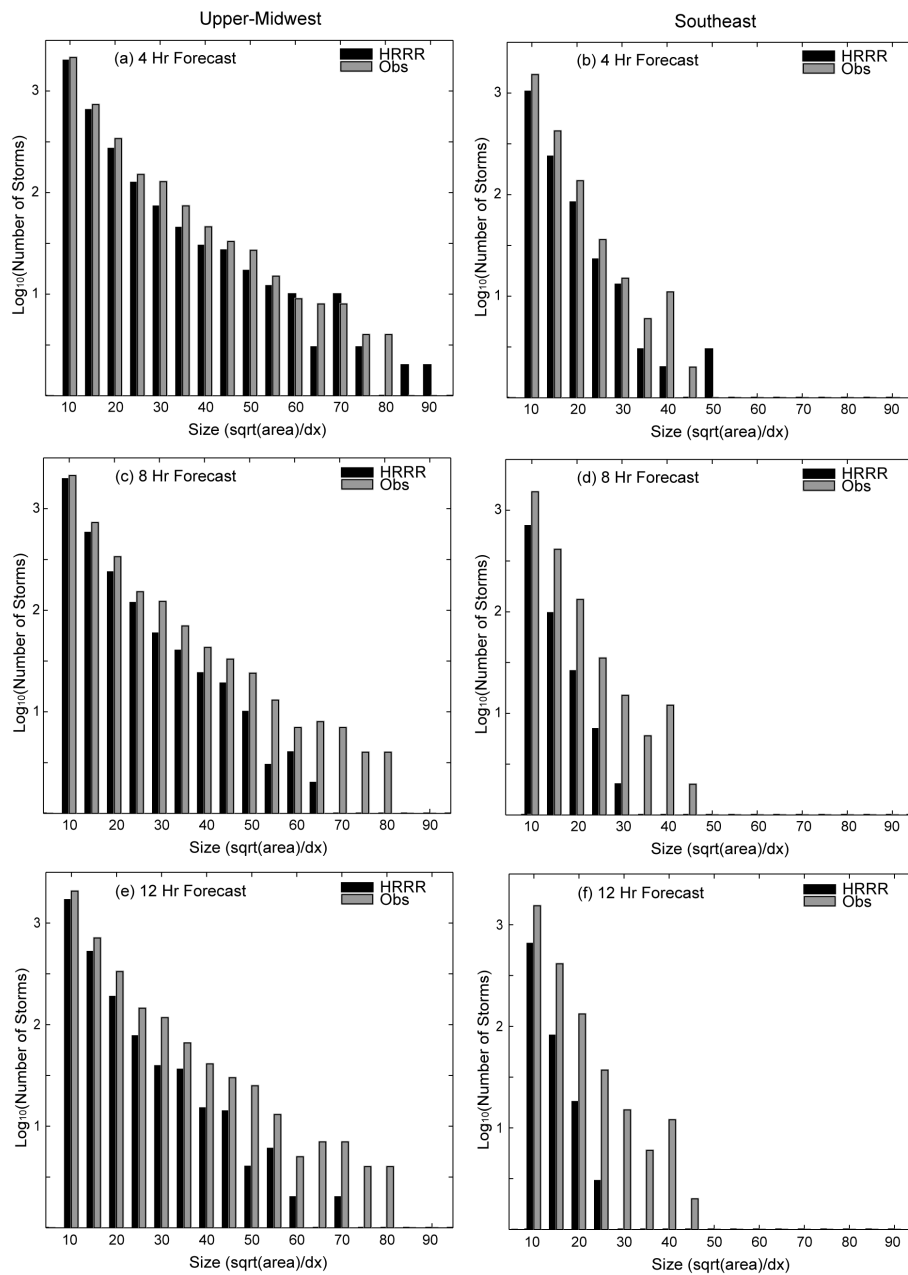 Upper-Midwest
Southeast
(a) 4 Hr Forecast
HRRR
Obs
3
2
1
Log₁₀(Number of Storms)
10 20 30 40 50 60 70 80 90
Size (sqrt(area)/dx)
(b) 4 Hr Forecast
HRRR
Obs
3
2
1
Log₁₀(Number of Storms)
10 20 30 40 50 60 70 80 90
Size (sqrt(area)/dx)
(c) 8 Hr Forecast
HRRR
Obs
3
2
1
Log₁₀(Number of Storms)
10 20 30 40 50 60 70 80 90
Size (sqrt(area)/dx)
(d) 8 Hr Forecast
HRRR
Obs
3
2
1
Log₁₀(Number of Storms)
10 20 30 40 50 60 70 80 90
Size (sqrt(area)/dx)
(e) 12 Hr Forecast
HRRR
Obs
3
2
1
Log₁₀(Number of Storms)
10 20 30 40 50 60 70 80 90
Size (sqrt(area)/dx)
(f) 12 Hr Forecast
HRRR
Obs
3
2
1
Log₁₀(Number of Storms)
10 20 30 40 50 60 70 80 90
Size (sqrt(area)/dx)